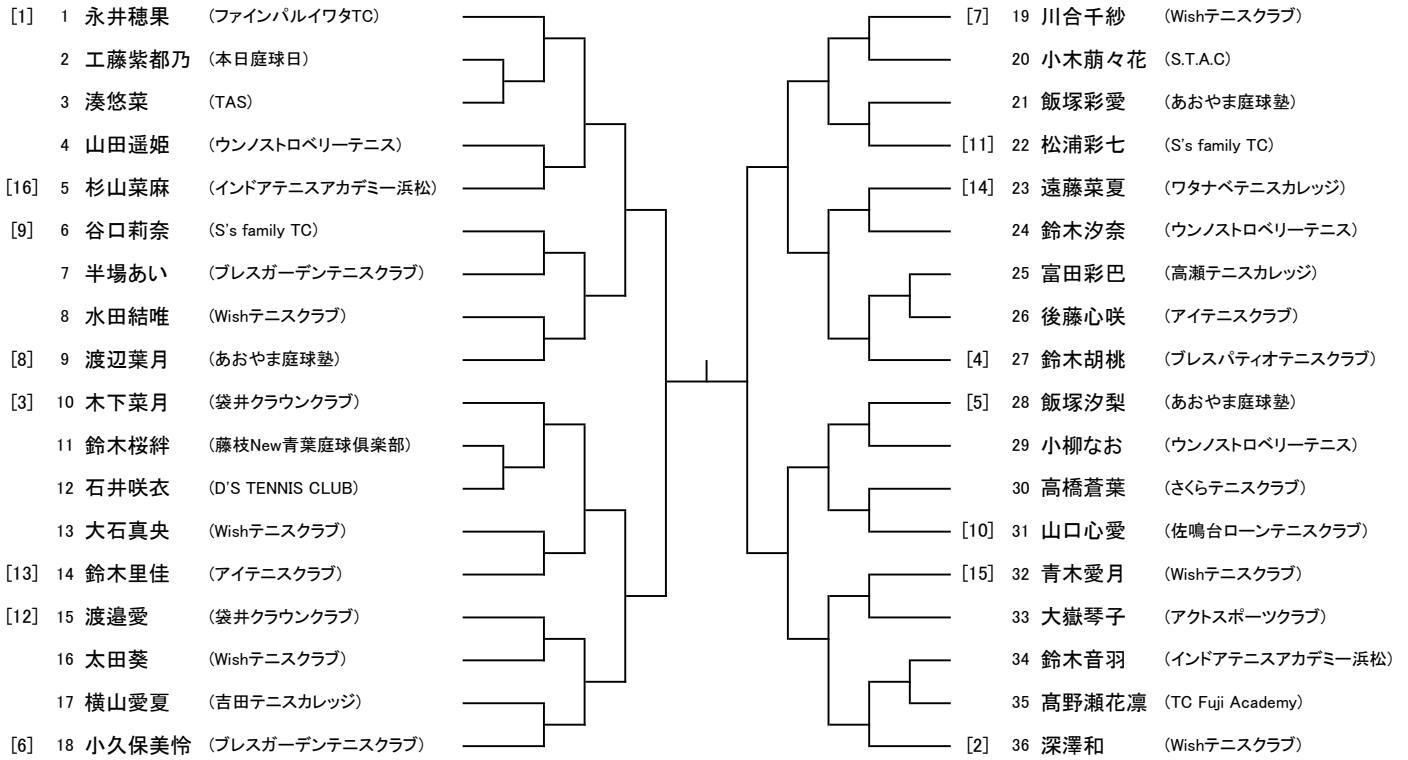 [1] 1 永井穂果 (ファインパルイワタTC)
2 工藤紫都乃 (本日庭球日)
3 湊悠菜 (TAS)
4 山田遥姫 (ウンノストロベリーテニス)
[16] 5 杉山菜麻 (インドアテニスアカデミー浜松)
[9] 6 谷口莉奈 (S's family TC)
7 半場あい (ブレスガーデンテニスクラブ)
8 水田結唯 (Wishテニスクラブ)
[8] 9 渡辺葉月 (あおやま庭球塾)
[3] 10 木下菜月 (袋井クラウンクラブ)
11 鈴木桜絆 (藤枝New青葉庭球倶楽部)
12 石井咲衣 (D'S TENNIS CLUB)
13 大石真央 (Wishテニスクラブ)
[13] 14 鈴木里佳 (アイテニスクラブ)
[12] 15 渡邉愛 (袋井クラウンクラブ)
16 太田葵 (Wishテニスクラブ)
17 横山愛夏 (吉田テニスカレッジ)
[6] 18 小久保美怜 (ブレスガーデンテニスクラブ)
[7] 19 川合千紗 (Wishテニスクラブ)
20 小木萠々花 (S.T.A.C)
21 飯塚彩愛 (あおやま庭球塾)
[11] 22 松浦彩七 (S's family TC)
[14] 23 遠藤菜夏 (ワタナベテニスカレッジ)
24 鈴木汐奈 (ウンノストロベリーテニス)
25 富田彩巴 (高瀬テニスカレッジ)
26 後藤心咲 (アイテニスクラブ)
[4] 27 鈴木胡桃 (ブレスパティオテニスクラブ)
[5] 28 飯塚汐梨 (あおやま庭球塾)
29 小柳なお (ウンノストロベリーテニス)
30 高橋蒼葉 (さくらテニスクラブ)
[10] 31 山口心愛 (佐鳴台ローンテニスクラブ)
[15] 32 青木愛月 (Wishテニスクラブ)
33 大嶽琴子 (アクトスポーツクラブ)
34 鈴木音羽 (インドアテニスアカデミー浜松)
35 髙野瀬花凛 (TC Fuji Academy)
[2] 36 深澤和 (Wishテニスクラブ)